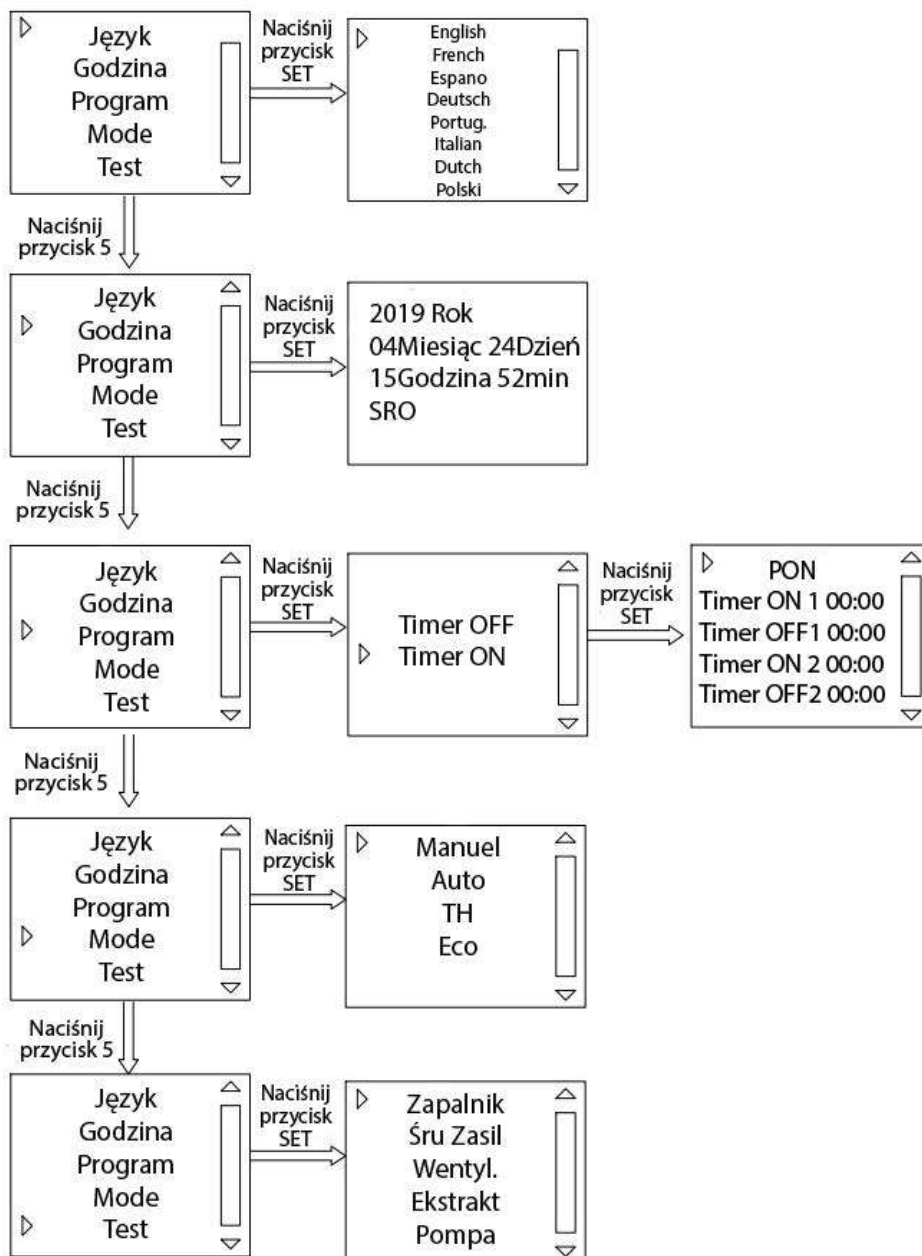 Język
Godzina
Program
Mode
Test
Naciśnij
przycisk
SET
English
French
Espano
Deutsch
Portug.
Italian
Dutch
Polski
Naciśnij
przycisk 5
Język
Godzina
Program
Mode
Test
Naciśnij
przycisk
SET
2019 Rok
04Miesiąc 24Dzień
15Godzina 52min
SRO
Naciśnij
przycisk 5
Język
Godzina
Program
Mode
Test
Naciśnij
przycisk
SET
Timer OFF
Timer ON
Naciśnij
przycisk
SET
PON
Timer ON 1 00:00
Timer OFF1 00:00
Timer ON 2 00:00
Timer OFF2 00:00
Naciśnij
przycisk 5
Język
Godzina
Program
Mode
Test
Naciśnij
przycisk
SET
Manuel
Auto
TH
Eco
Naciśnij
przycisk 5
Język
Godzina
Program
Mode
Test
Naciśnij
przycisk
SET
Zapalnik
Śru Zasil
Wentyl.
Ekstrakt
Pompa